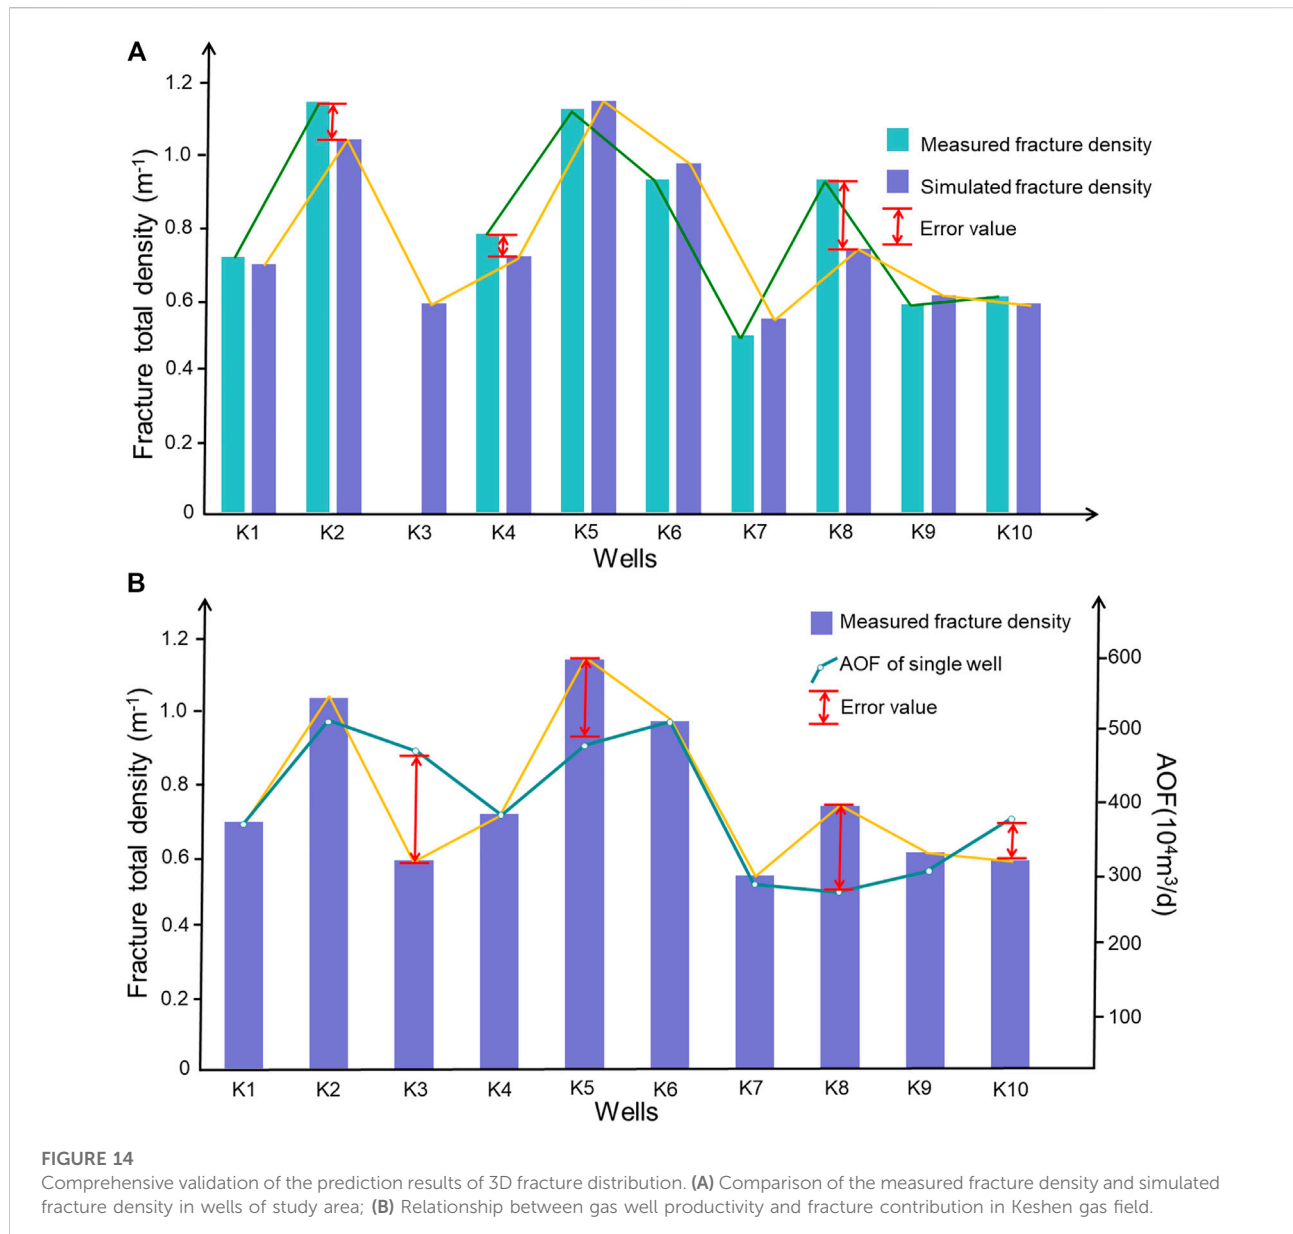 A
Fracture total density (m-1)
1.2
1.0
0.8
0.6
0.4
0.2
0
Measured fracture density
Simulated fracture density
Error value
K1 K2 K3 K4 K5 K6 K7 K8 K9 K10
Wells
B
Fracture total density (m-1)
1.2
1.0
0.8
0.6
0.4
0.2
0
Measured fracture density
AOF of single well
Error value
600
500
400
300
200
100
AOF(10⁴m³/d)
K1 K2 K3 K4 K5 K6 K7 K8 K9 K10
Wells
FIGURE 14
Comprehensive validation of the prediction results of 3D fracture distribution. (A) Comparison of the measured fracture density and simulated
fracture density in wells of study area; (B) Relationship between gas well productivity and fracture contribution in Keshen gas field.